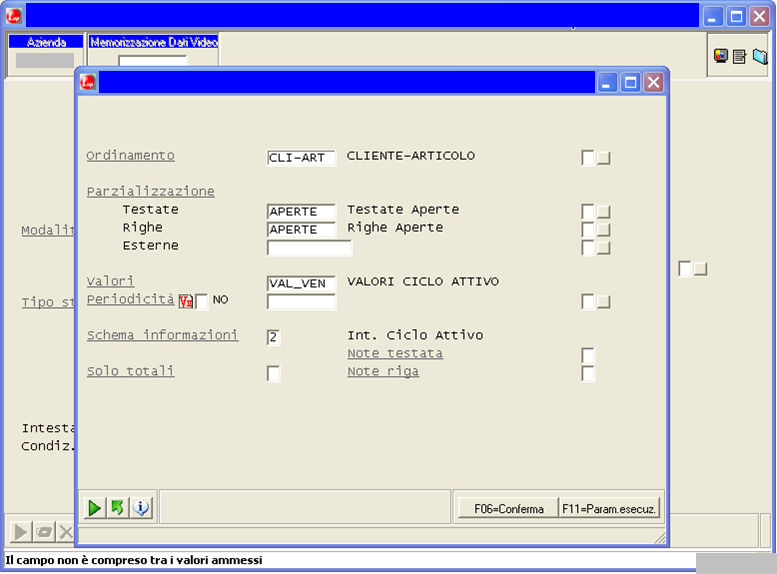 Azienda
Memorizzazione Dati Video
Ordinamento CLI-ART CLIENTE-ARTICOLO
Parzializzazione
Testate APERTE Testate Aperte
Righe APERTE Righe Aperte
Esterne
Modalit
Valori VAL_VEN VALORI CICLO ATTIVO
Periodicità NO
Tipo st
Schema informazioni 2 Int. Ciclo Attivo
Note testata
Solo totali Note riga
Intesta
Condiz.
F06=Conferma F11=Param.esecuz.
Il campo non è compreso tra i valori ammessi